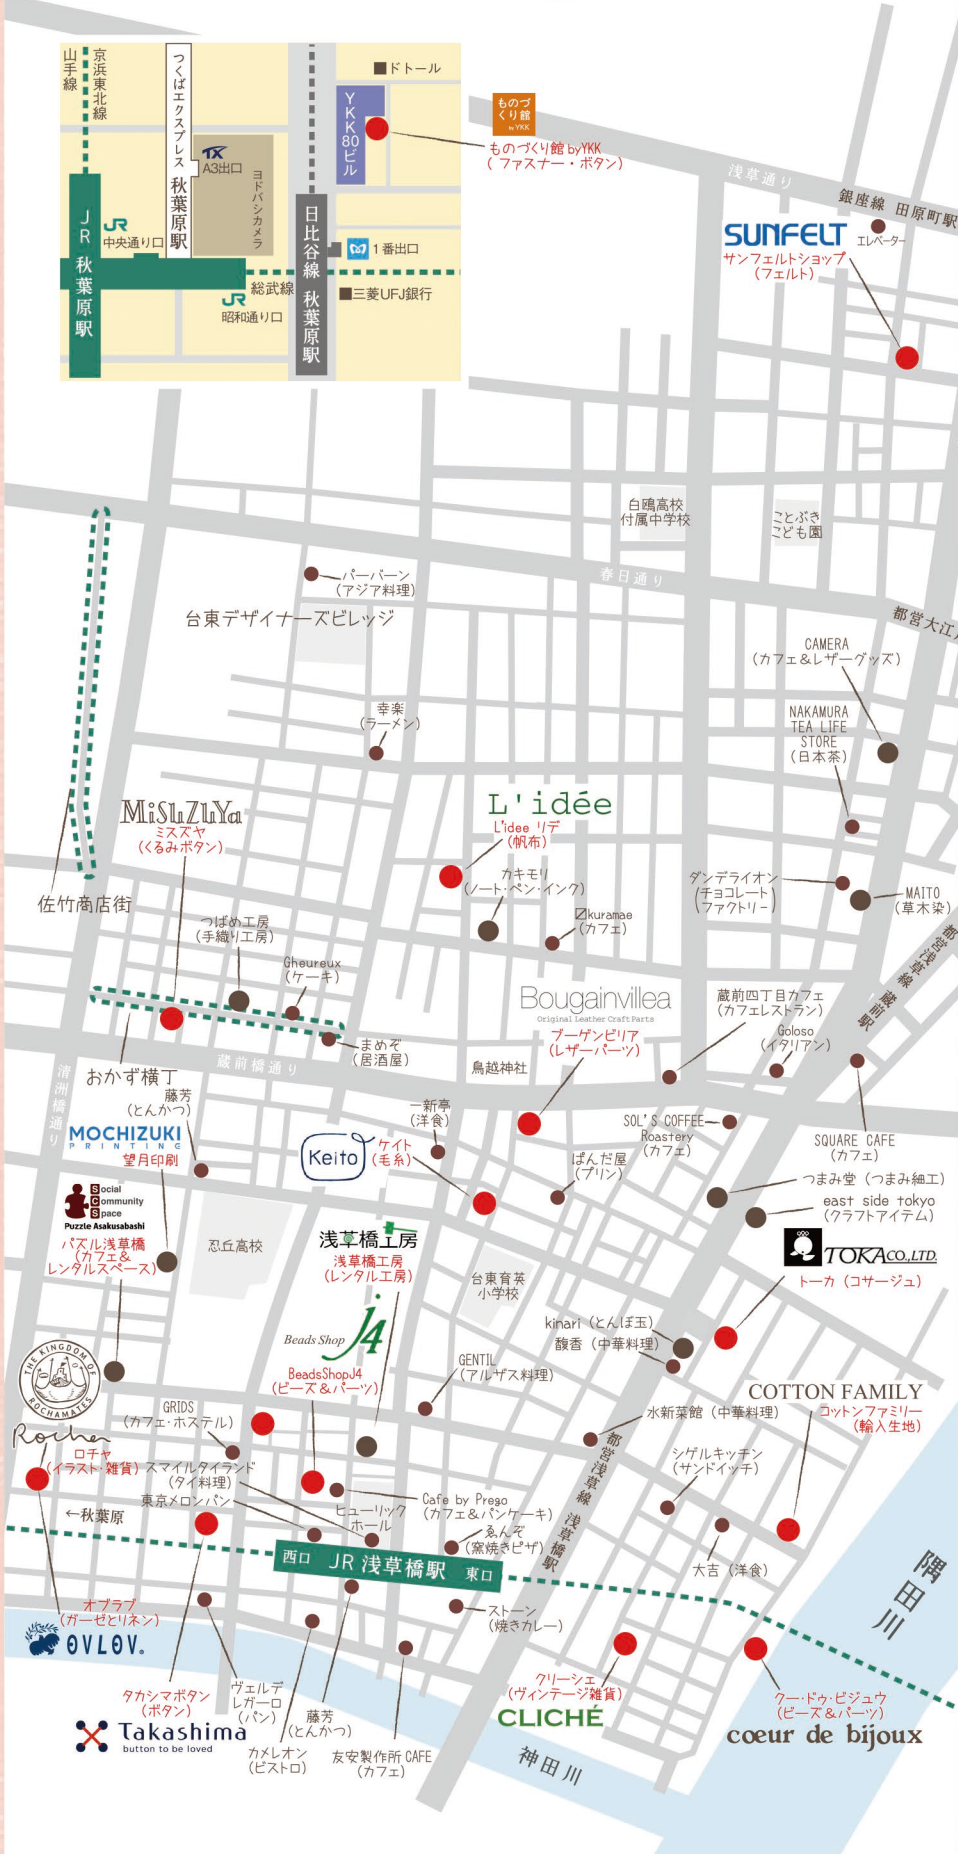 山手線
京浜東北線
つくばエクスプレス 秋葉原駅
TX
A3出口
ヨドバシカメラ
JR 秋葉原駅
JR
中央通り口
総武線
JR
昭和通り口
日比谷線 秋葉原駅
■ドトール
YKK80ビル
1番出口
■三菱UFJ銀行
ものづ
くり館
by YKK
ものづくり館 byYKK
(ファスナー・ボタン)
浅草通り
銀座線 田原町駅
エレベーター
SUNFELT
サンフェルトショップ
(フェルト)
白鴎高校
付属中学校
ことぶき
こども園
春日通り
都営大江戸
パーバーン
(アジア料理)
台東デザイナーズビレッジ
CAMERA
(カフェ&レザーグッズ)
幸楽
(ラーメン)
NAKAMURA
TEA LIFE
STORE
(日本茶)
MiSuZuYa
ミスズヤ
(くるみボタン)
L'idée
L'idee リデ
(帆布)
カキモリ
(ノート・ペン・インク)
kuramae
(カフェ)
ダンデライオン
(チョコレート)
(ファクトリー)
MAITO
(草木染)
佐竹商店街
つばめ工房
(手織り工房)
Gheureux
(ケーキ)
都営浅草線 蔵前駅
Bougainvillea
Original Leather Craft Parts
ブーゲンビリア
(レザーパーツ)
蔵前四丁目カフェ
(カフェレストラン)
Goloso
(イタリアン)
まめぞ
(居酒屋)
蔵前橋通り
おかず横丁
清洲橋通り
鳥越神社
藤芳
(とんかつ)
一新亭
(洋食)
SOL'S COFFEE
Roastery
(カフェ)
SQUARE CAFE
(カフェ)
MOCHIZUKI
PRINTING
望月印刷
Keito
ケイト
(毛糸)
ぱんだ屋
(プリン)
つまみ堂(つまみ細工)
east side tokyo
(クラフトアイテム)
Social
Community
Space
Puzzle Asakusabashi
パズル浅草橋
(カフェ&
レンタルスペース)
忍丘高校
浅草橋工房
浅草橋工房
(レンタル工房)
台東育英
小学校
TOKA CO.,LTD.
トーカ(コサージュ)
Beads Shop J4
BeadsShopJ4
(ビーズ&パーツ)
kinari(とんぼ玉)
馥香(中華料理)
GENTIL
(アルザス料理)
THE KINGDOM OF
ROCHAMATES
Rocher
ロチャ
(イラスト・雑貨)
GRIDS
(カフェ・ホステル)
COTTON FAMILY
コットンファミリー
(輸入生地)
水新菜館(中華料理)
都営浅草線 浅草橋駅
シゲルキッチン
(サンドイッチ)
スマイルタイランド
(タイ料理)
東京メロンパン
←秋葉原
ヒューリック
ホール
Cafe by Prego
(カフェ&パンケーキ)
ゑんぞ
(窯焼きピザ)
西口 JR 浅草橋駅 東口
大吉(洋食)
隅田川
オブラブ
(ガーゼとリネン)
OVLOV.
ストーン
(焼きカレー)
タカシマボタン
(ボタン)
Takashima
button to be loved
ヴェルデ
レガーロ
(パン)
カメレオン
(ビストロ)
藤芳
(とんかつ)
友安製作所 CAFE
(カフェ)
クリーシェ
(ヴィンテージ雑貨)
CLICHÉ
神田川
クー・ドゥ・ビジュウ
(ビーズ&パーツ)
cœur de bijoux